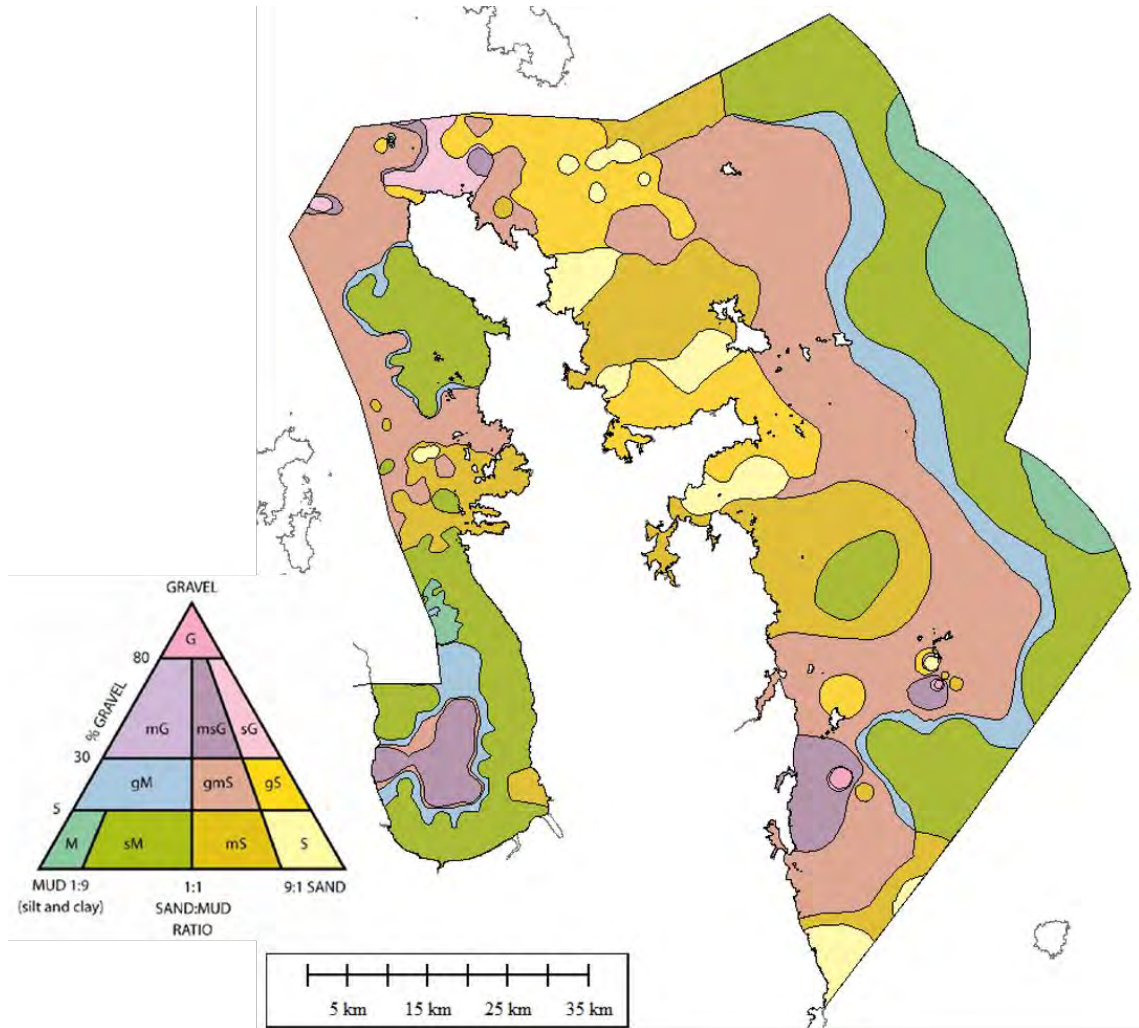 GRAVEL
G
80
% GRAVEL
mG
msG
sG
30
gM
gmS
gS
5
M
sM
mS
S
MUD 1:9
(silt and clay)
1:1
SAND:MUD
RATIO
9:1 SAND
5 km
15 km
25 km
35 km